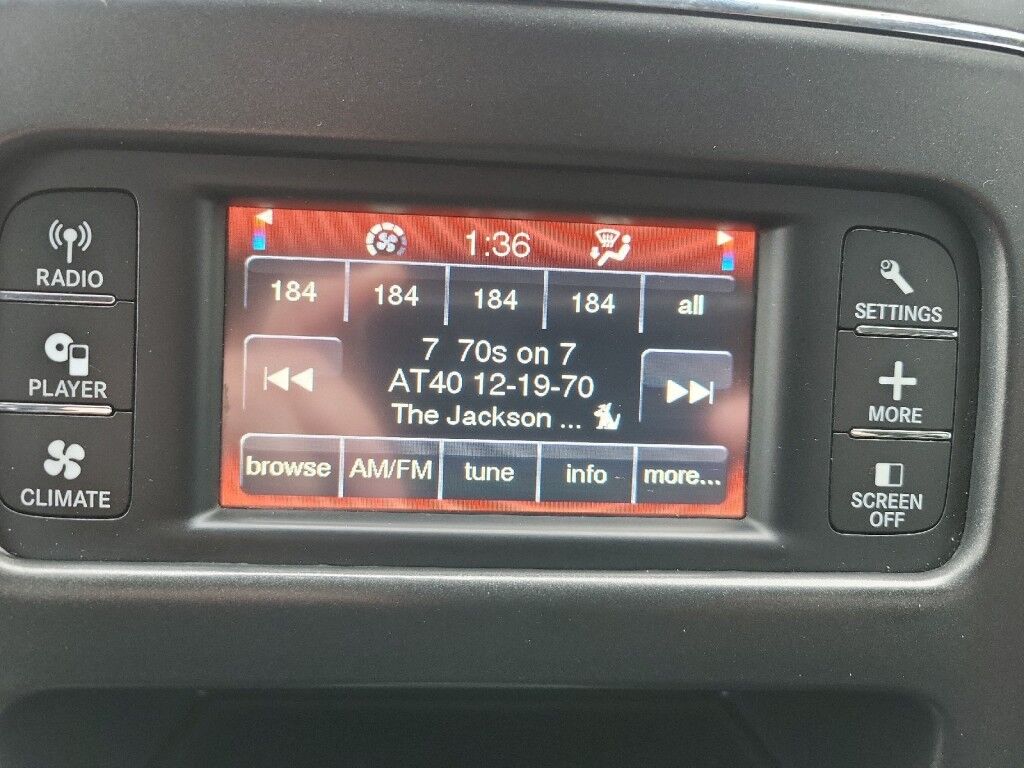 RADIO
PLAYER
CLIMATE
1:36
184 184 184 184 all
7 70s on 7
AT40 12-19-70
The Jackson ...
browse AM/FM tune info more...
SETTINGS
MORE
SCREEN
OFF